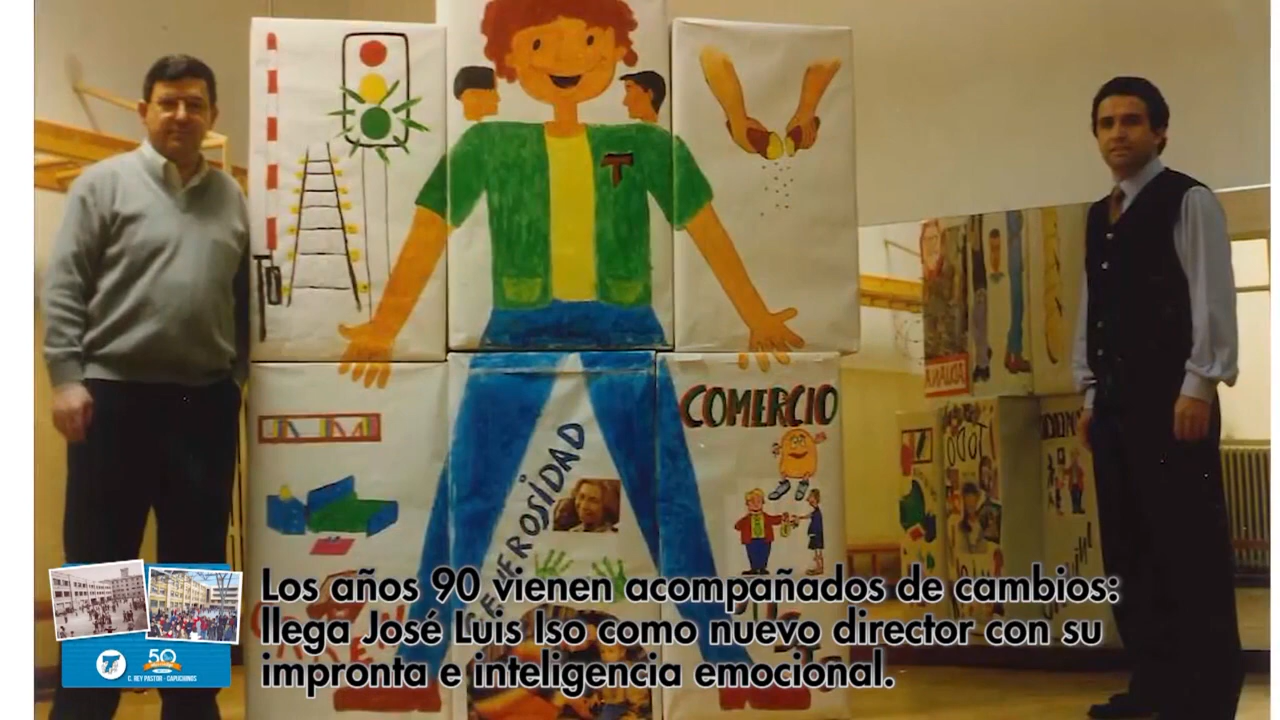 T
COMERCIO
GENEROSIDAD
TODO
Los años 90 vienen acompañados de cambios:
llega José Luis Iso como nuevo director con su
impronta e inteligencia emocional.
50
C. REY PASTOR - CAPUCHINOS